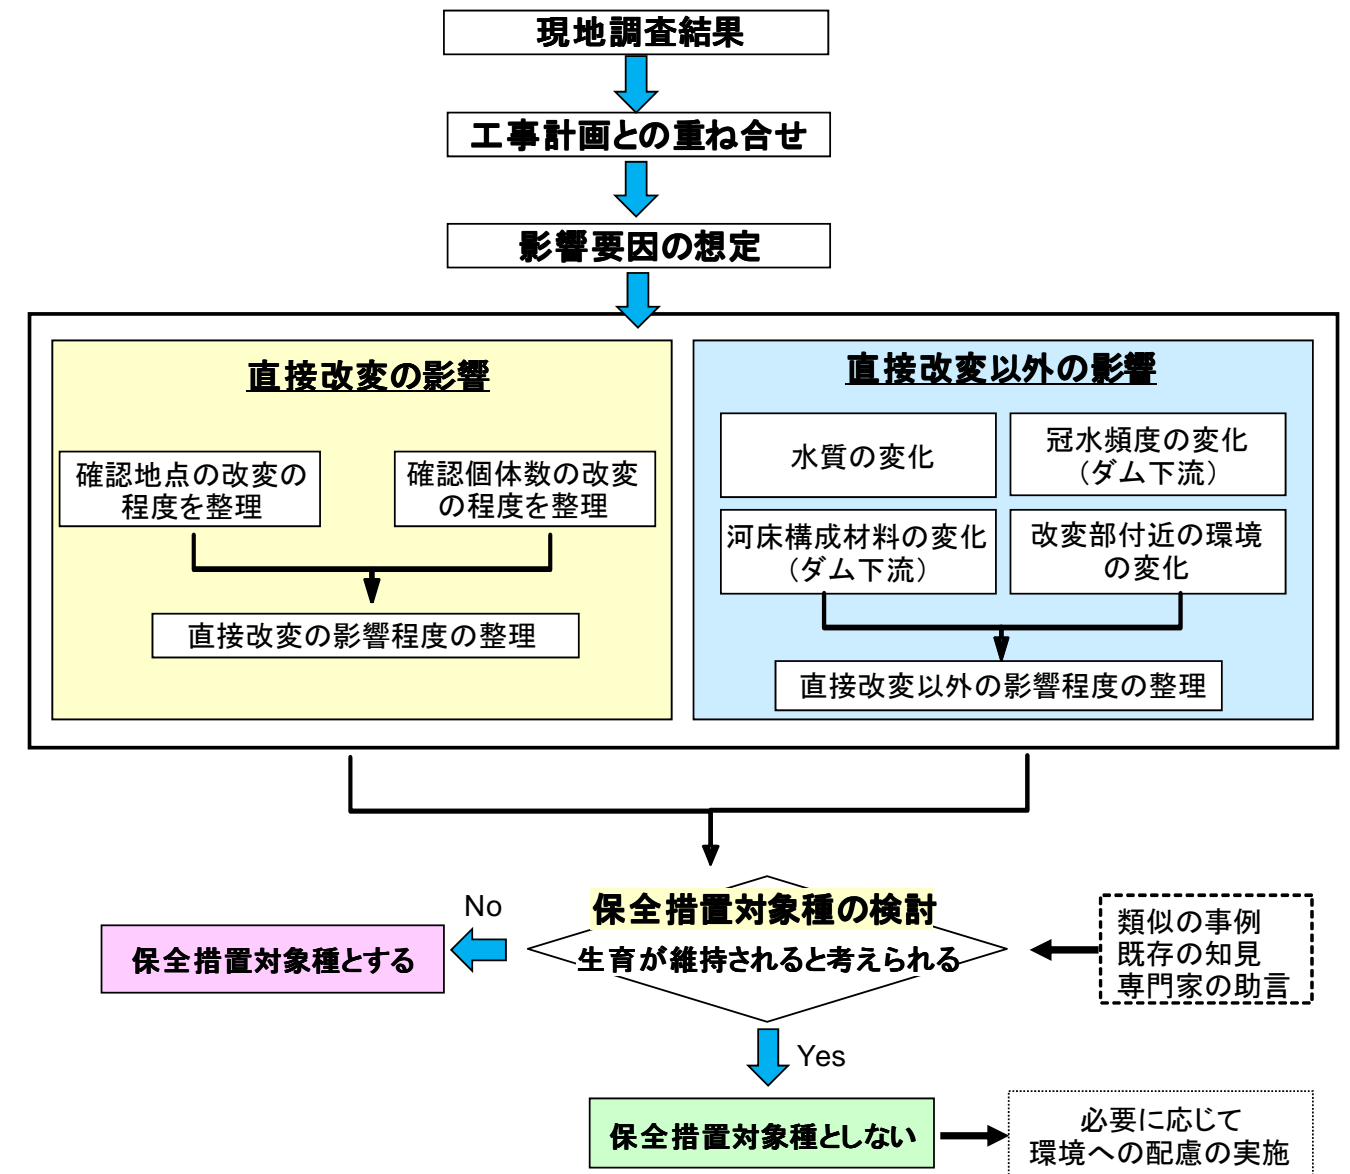 現地調査結果
工事計画との重ね合せ
影響要因の想定
直接改変の影響
確認地点の改変の
程度を整理
確認個体数の改変
の程度を整理
直接改変の影響程度の整理
直接改変以外の影響
水質の変化
冠水頻度の変化
（ダム下流）
河床構成材料の変化
（ダム下流）
改変部付近の環境
の変化
直接改変以外の影響程度の整理
保全措置対象種の検討
生育が維持されると考えられる
類似の事例
既存の知見
専門家の助言
No
保全措置対象種とする
Yes
保全措置対象種としない
必要に応じて
環境への配慮の実施